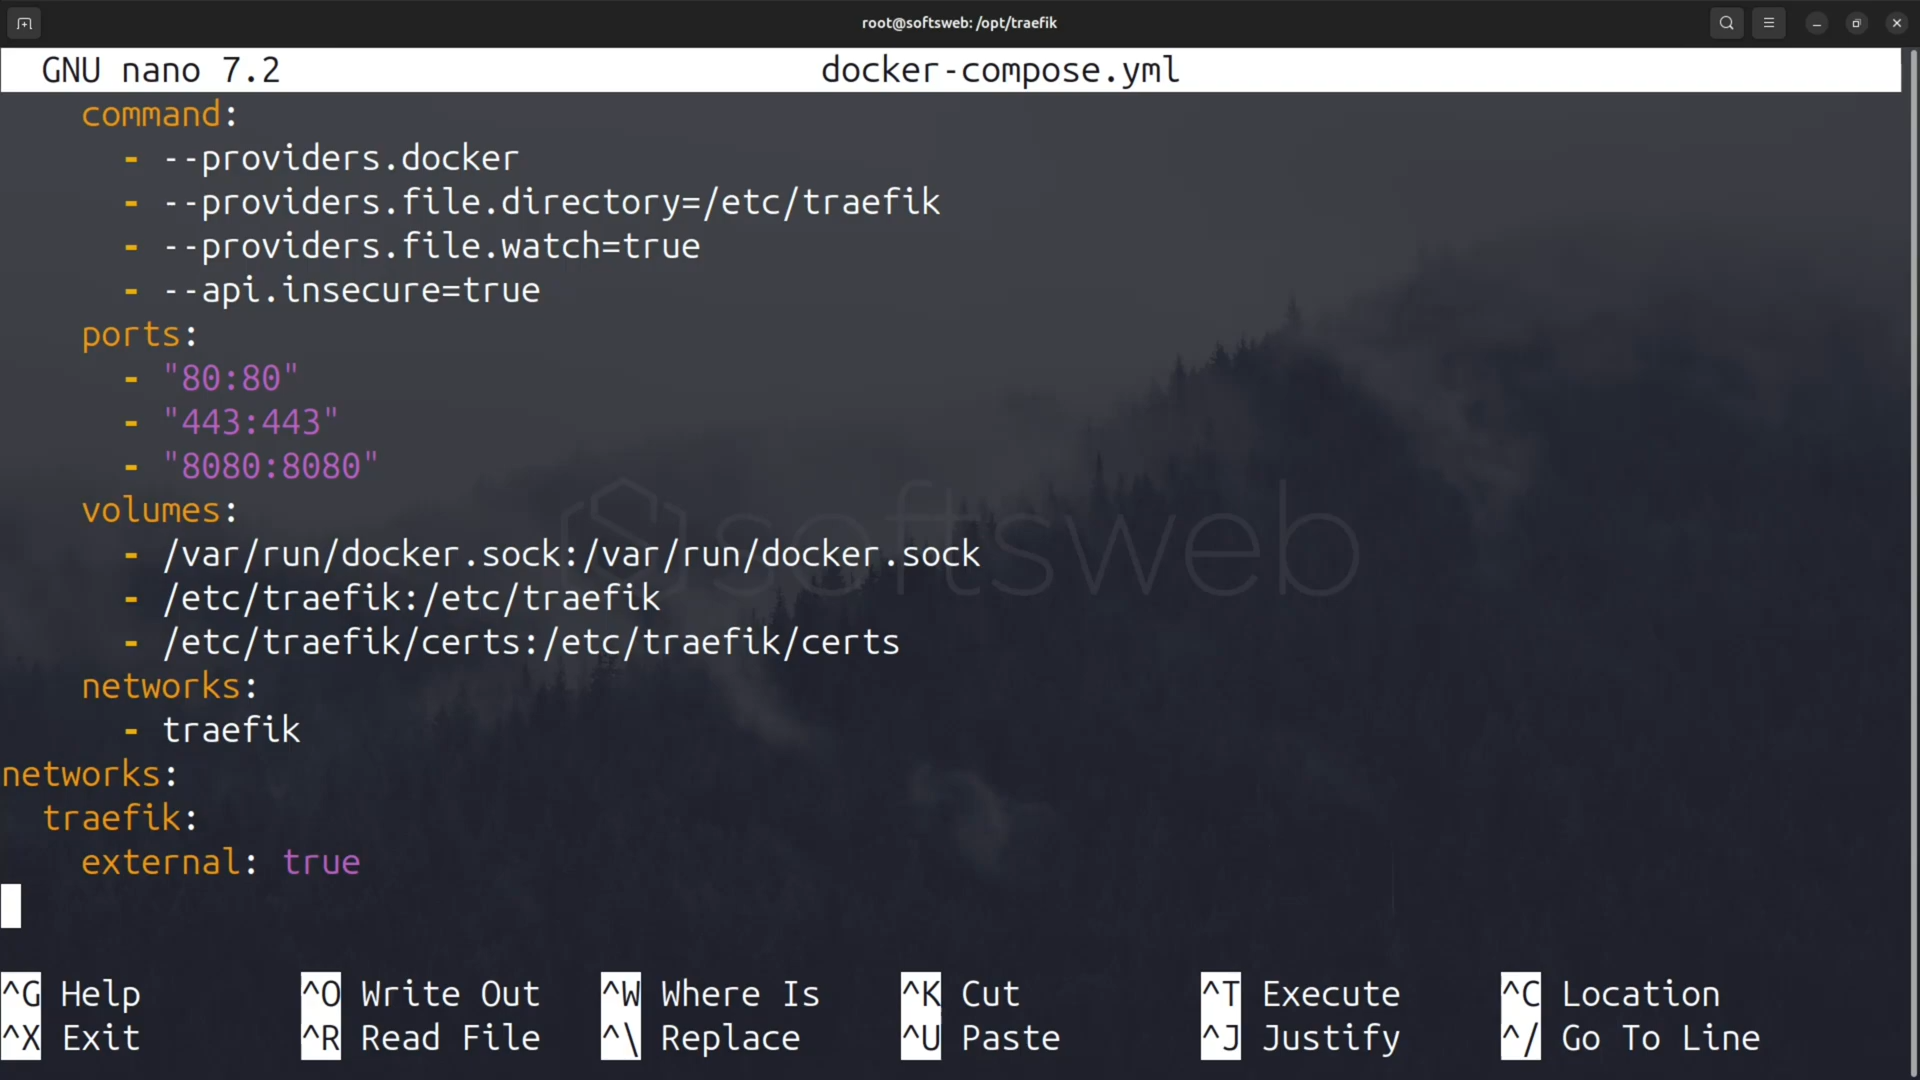 root@softsweb: /opt/traefik
GNU nano 7.2 docker-compose.yml
command:
- --providers.docker
- --providers.file.directory=/etc/traefik
- --providers.file.watch=true
- --api.insecure=true
ports:
- "80:80"
- "443:443"
- "8080:8080"
volumes:
- /var/run/docker.sock:/var/run/docker.sock
- /etc/traefik:/etc/traefik
- /etc/traefik/certs:/etc/traefik/certs
networks:
- traefik
networks:
traefik:
external: true
softsweb
^G Help ^O Write Out ^W Where Is ^K Cut ^T Execute ^C Location
^X Exit ^R Read File ^\ Replace ^U Paste ^J Justify ^/ Go To Line